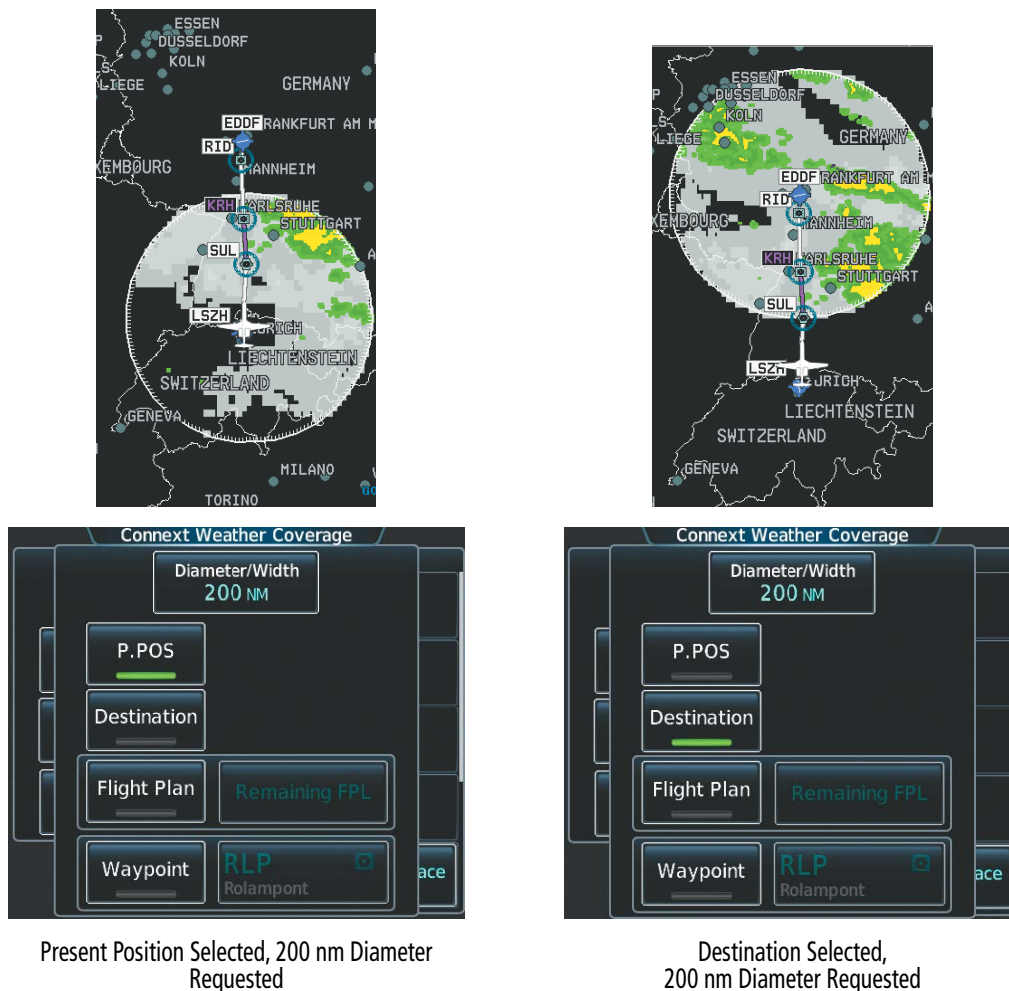 ESSEN
DUSSELDORF
KOLN
LIEGE
GERMANY
EDDF
RANKFURT AM M
RID
XEMBOURG
MANNHEIM
KRH
ARLSRUHE
STUTTGART
SUL
LSZH
URICH
LIECHTENSTEIN
SWITZERLAND
GENEVA
MILANO
TORINO
Connext Weather Coverage
Diameter/Width
200 NM
P.POS
Destination
Flight Plan
Remaining FPL
Waypoint
RLP
Rolampont
ace
Present Position Selected, 200 nm Diameter
Requested
ESSEN
DUSSELDORF
KOLN
LIEGE
GERMANY
EDDF
RANKFURT AM M
RID
XEMBOURG
MANNHEIM
KRH
ARLSRUHE
STUTTGART
SUL
LSZH
URICH
LIECHTENSTEIN
SWITZERLAND
GENEVA
Connext Weather Coverage
Diameter/Width
200 NM
P.POS
Destination
Flight Plan
Remaining FPL
Waypoint
RLP
Rolampont
ace
Destination Selected,
200 nm Diameter Requested